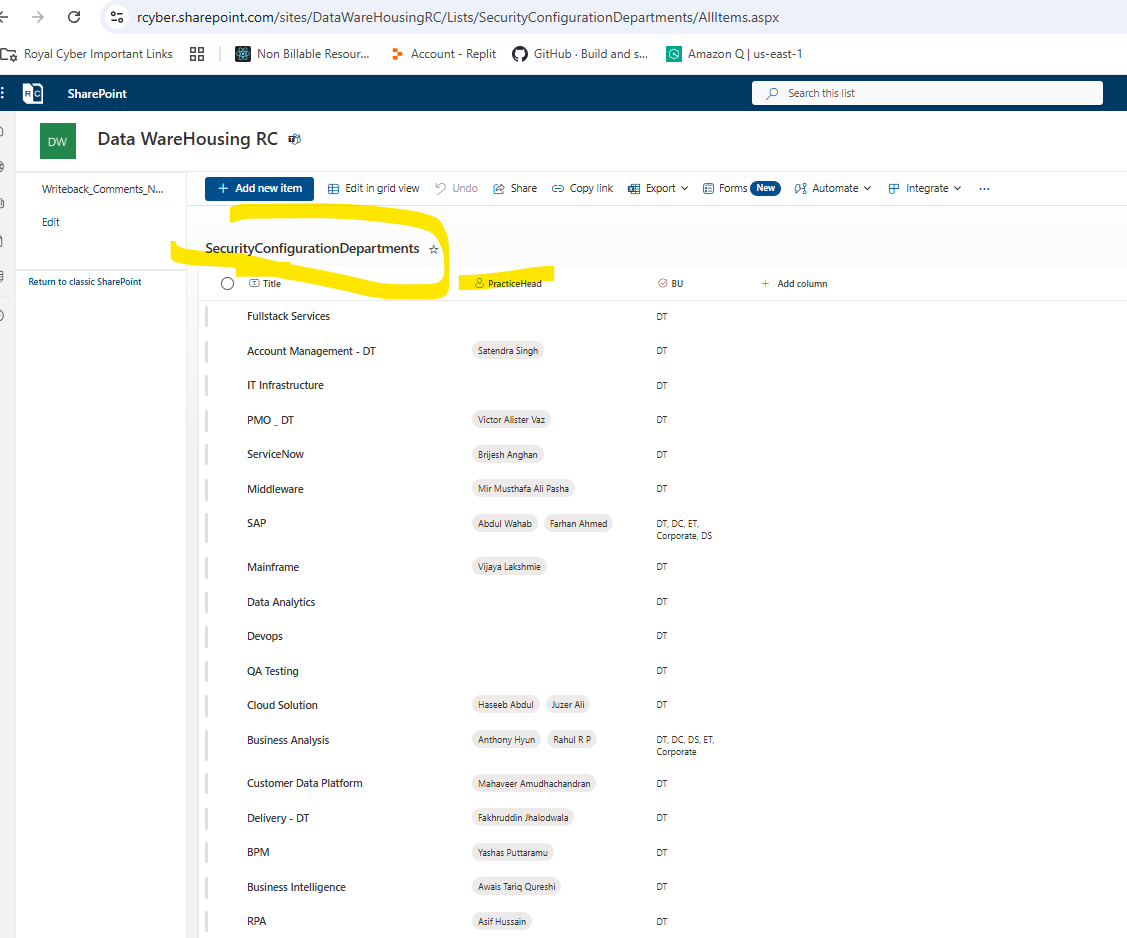 rcyber.sharepoint.com/sites/DataWareHousingRC/Lists/SecurityConfigurationDepartments/AllItems.aspx
Royal Cyber Important Links Non Billable Resour... Account - Replit GitHub · Build and s... Amazon Q | us-east-1
RC SharePoint Search this list
DW Data WareHousing RC
Writeback_Comments_N... Add new item Edit in grid view Undo Share Copy link Export Forms New Automate Integrate ...
Edit
SecurityConfigurationDepartments
Return to classic SharePoint
Title PracticeHead BU Add column
Fullstack Services DT
Account Management - DT Satendra Singh DT
IT Infrastructure DT
PMO _ DT Victor Alister Vaz DT
ServiceNow Brijesh Anghan DT
Middleware Mir Musthafa Ali Pasha DT
SAP Abdul Wahab Farhan Ahmed DT, DC, ET,
Corporate, DS
Mainframe Vijaya Lakshmie DT
Data Analytics DT
Devops DT
QA Testing DT
Cloud Solution Haseeb Abdul Juzer Ali DT
Business Analysis Anthony Hyun Rahul R P DT, DC, DS, ET,
Corporate
Customer Data Platform Mahaveer Amudhachandran DT
Delivery - DT Fakhruddin Jhalodwala DT
BPM Yashas Puttaramu DT
Business Intelligence Awais Tariq Qureshi DT
RPA Asif Hussain DT